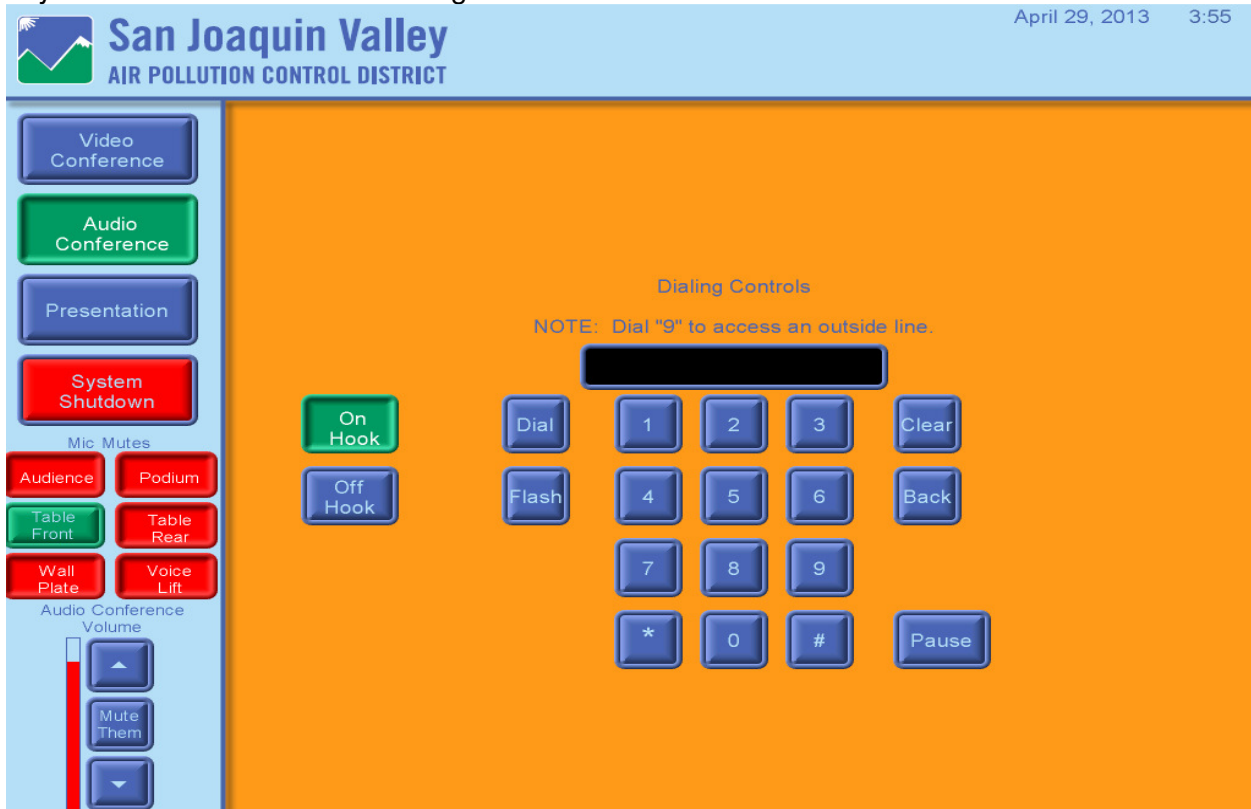 San Joaquin Valley
AIR POLLUTION CONTROL DISTRICT
April 29, 2013 3:55
Video
Conference
Audio
Conference
Presentation
System
Shutdown
Mic Mutes
Audience Podium
Table
Front
Table
Rear
Wall
Plate
Voice
Lift
Audio Conference
Volume
Mute
Them
Dialing Controls
NOTE: Dial "9" to access an outside line.
On
Hook
Off
Hook
Dial 1 2 3 Clear
Flash 4 5 6 Back
7 8 9
* 0 # Pause